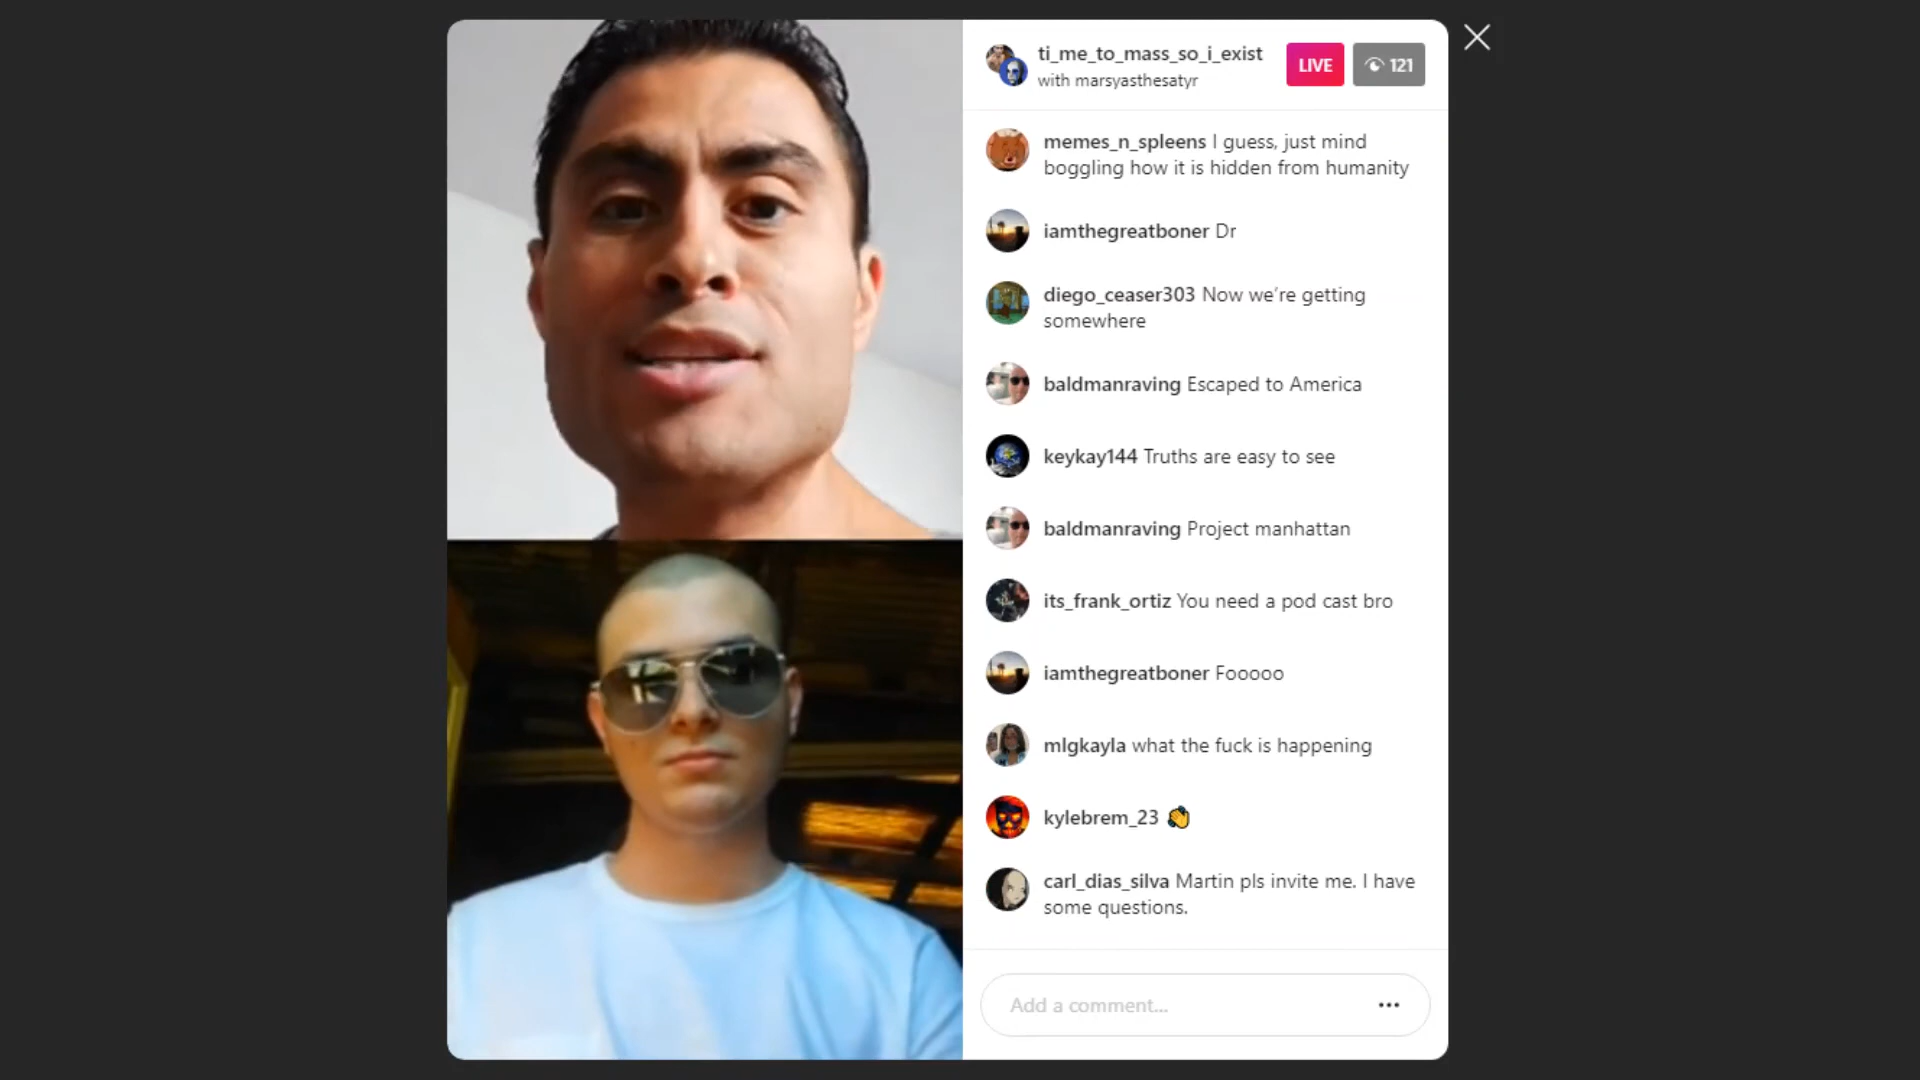 ti_me_to_mass_so_i_exist
with marsyasthesatyr
LIVE
121
memes_n_spleens I guess, just mind
boggling how it is hidden from humanity
iamthegreatboner Dr
diego_ceaser303 Now we’re getting
somewhere
baldmanraving Escaped to America
keykay144 Truths are easy to see
baldmanraving Project manhattan
its_frank_ortiz You need a pod cast bro
iamthegreatboner Fooooo
mlgkayla what the fuck is happening
kylebrem_23 👏
carl_dias_silva Martin pls invite me. I have
some questions.
Add a comment...